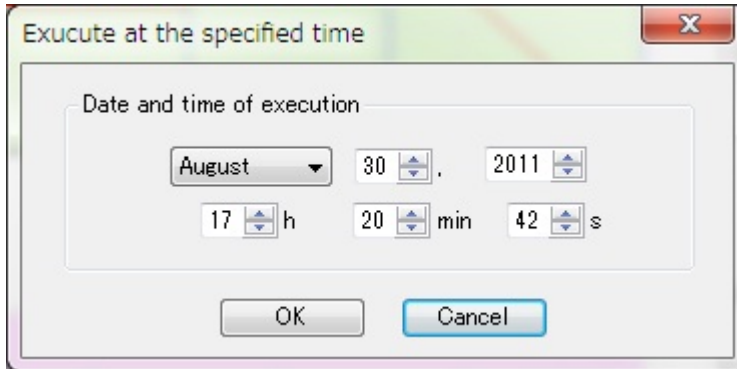 Exucute at the specified time
Date and time of execution
August 30 . 2011
17 h 20 min 42 s
OK Cancel